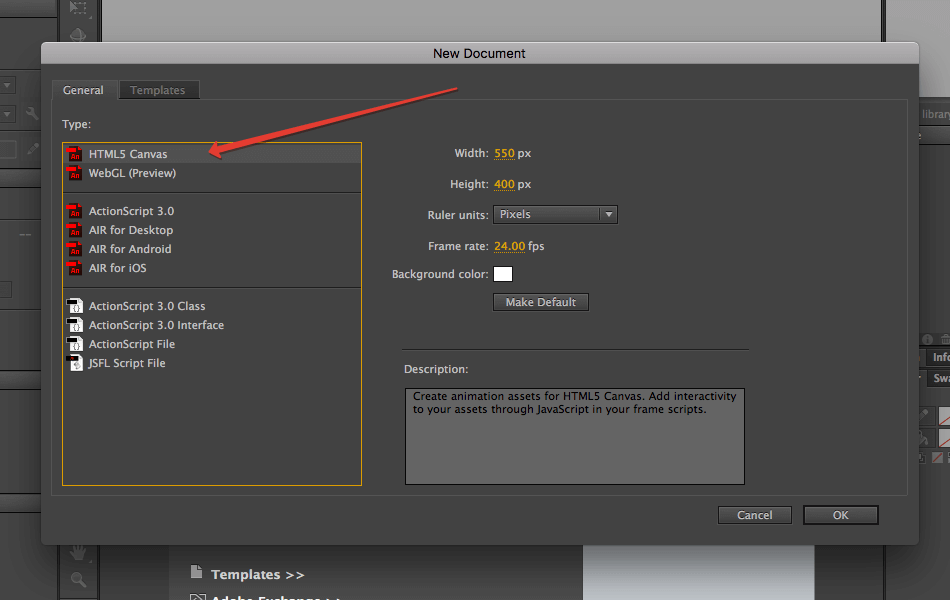 New Document
General
Templates
Type:
HTML5 Canvas
WebGL (Preview)
ActionScript 3.0
AIR for Desktop
AIR for Android
AIR for iOS
ActionScript 3.0 Class
ActionScript 3.0 Interface
ActionScript File
JSFL Script File
Width: 550 px
Height: 400 px
Ruler units: Pixels
Frame rate: 24.00 fps
Background color:
Make Default
Description:
Create animation assets for HTML5 Canvas. Add interactivity
to your assets through JavaScript in your frame scripts.
Cancel
OK
library
Info
Swa
Templates >>
Adobe Exchange >>